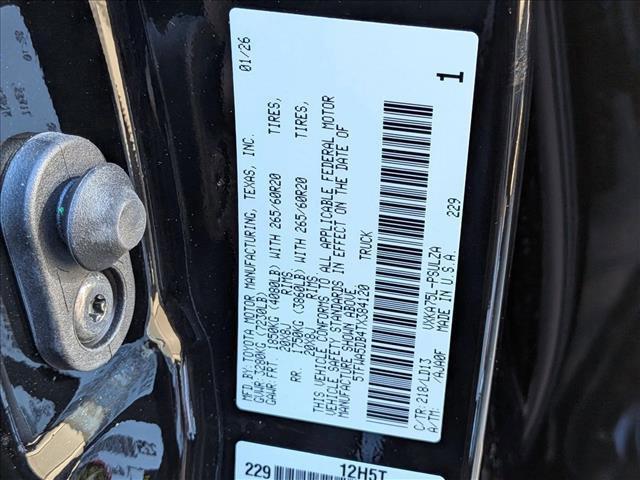 MFD.BY:TOYOTA MOTOR MANUFACTURING, TEXAS, INC. 01/26
GVWR:3280KG (7230LB)
GAWR:FRT. 1850KG (4080LB) WITH 265/60R20 TIRES,
20X8J RIMS,
RR. 1750KG (3860LB) WITH 265/60R20 TIRES,
20X8J RIMS
THIS VEHICLE CONFORMS TO ALL APPLICABLE FEDERAL MOTOR
VEHICLE SAFETY STANDARDS IN EFFECT ON THE DATE OF
MANUFACTURE SHOWN ABOVE.
TRUCK
C/TR:218/LD13 VXKA75L-PSVLZA 229
A/TM: /AJA0F MADE IN U.S.A. 1
229 12H5T